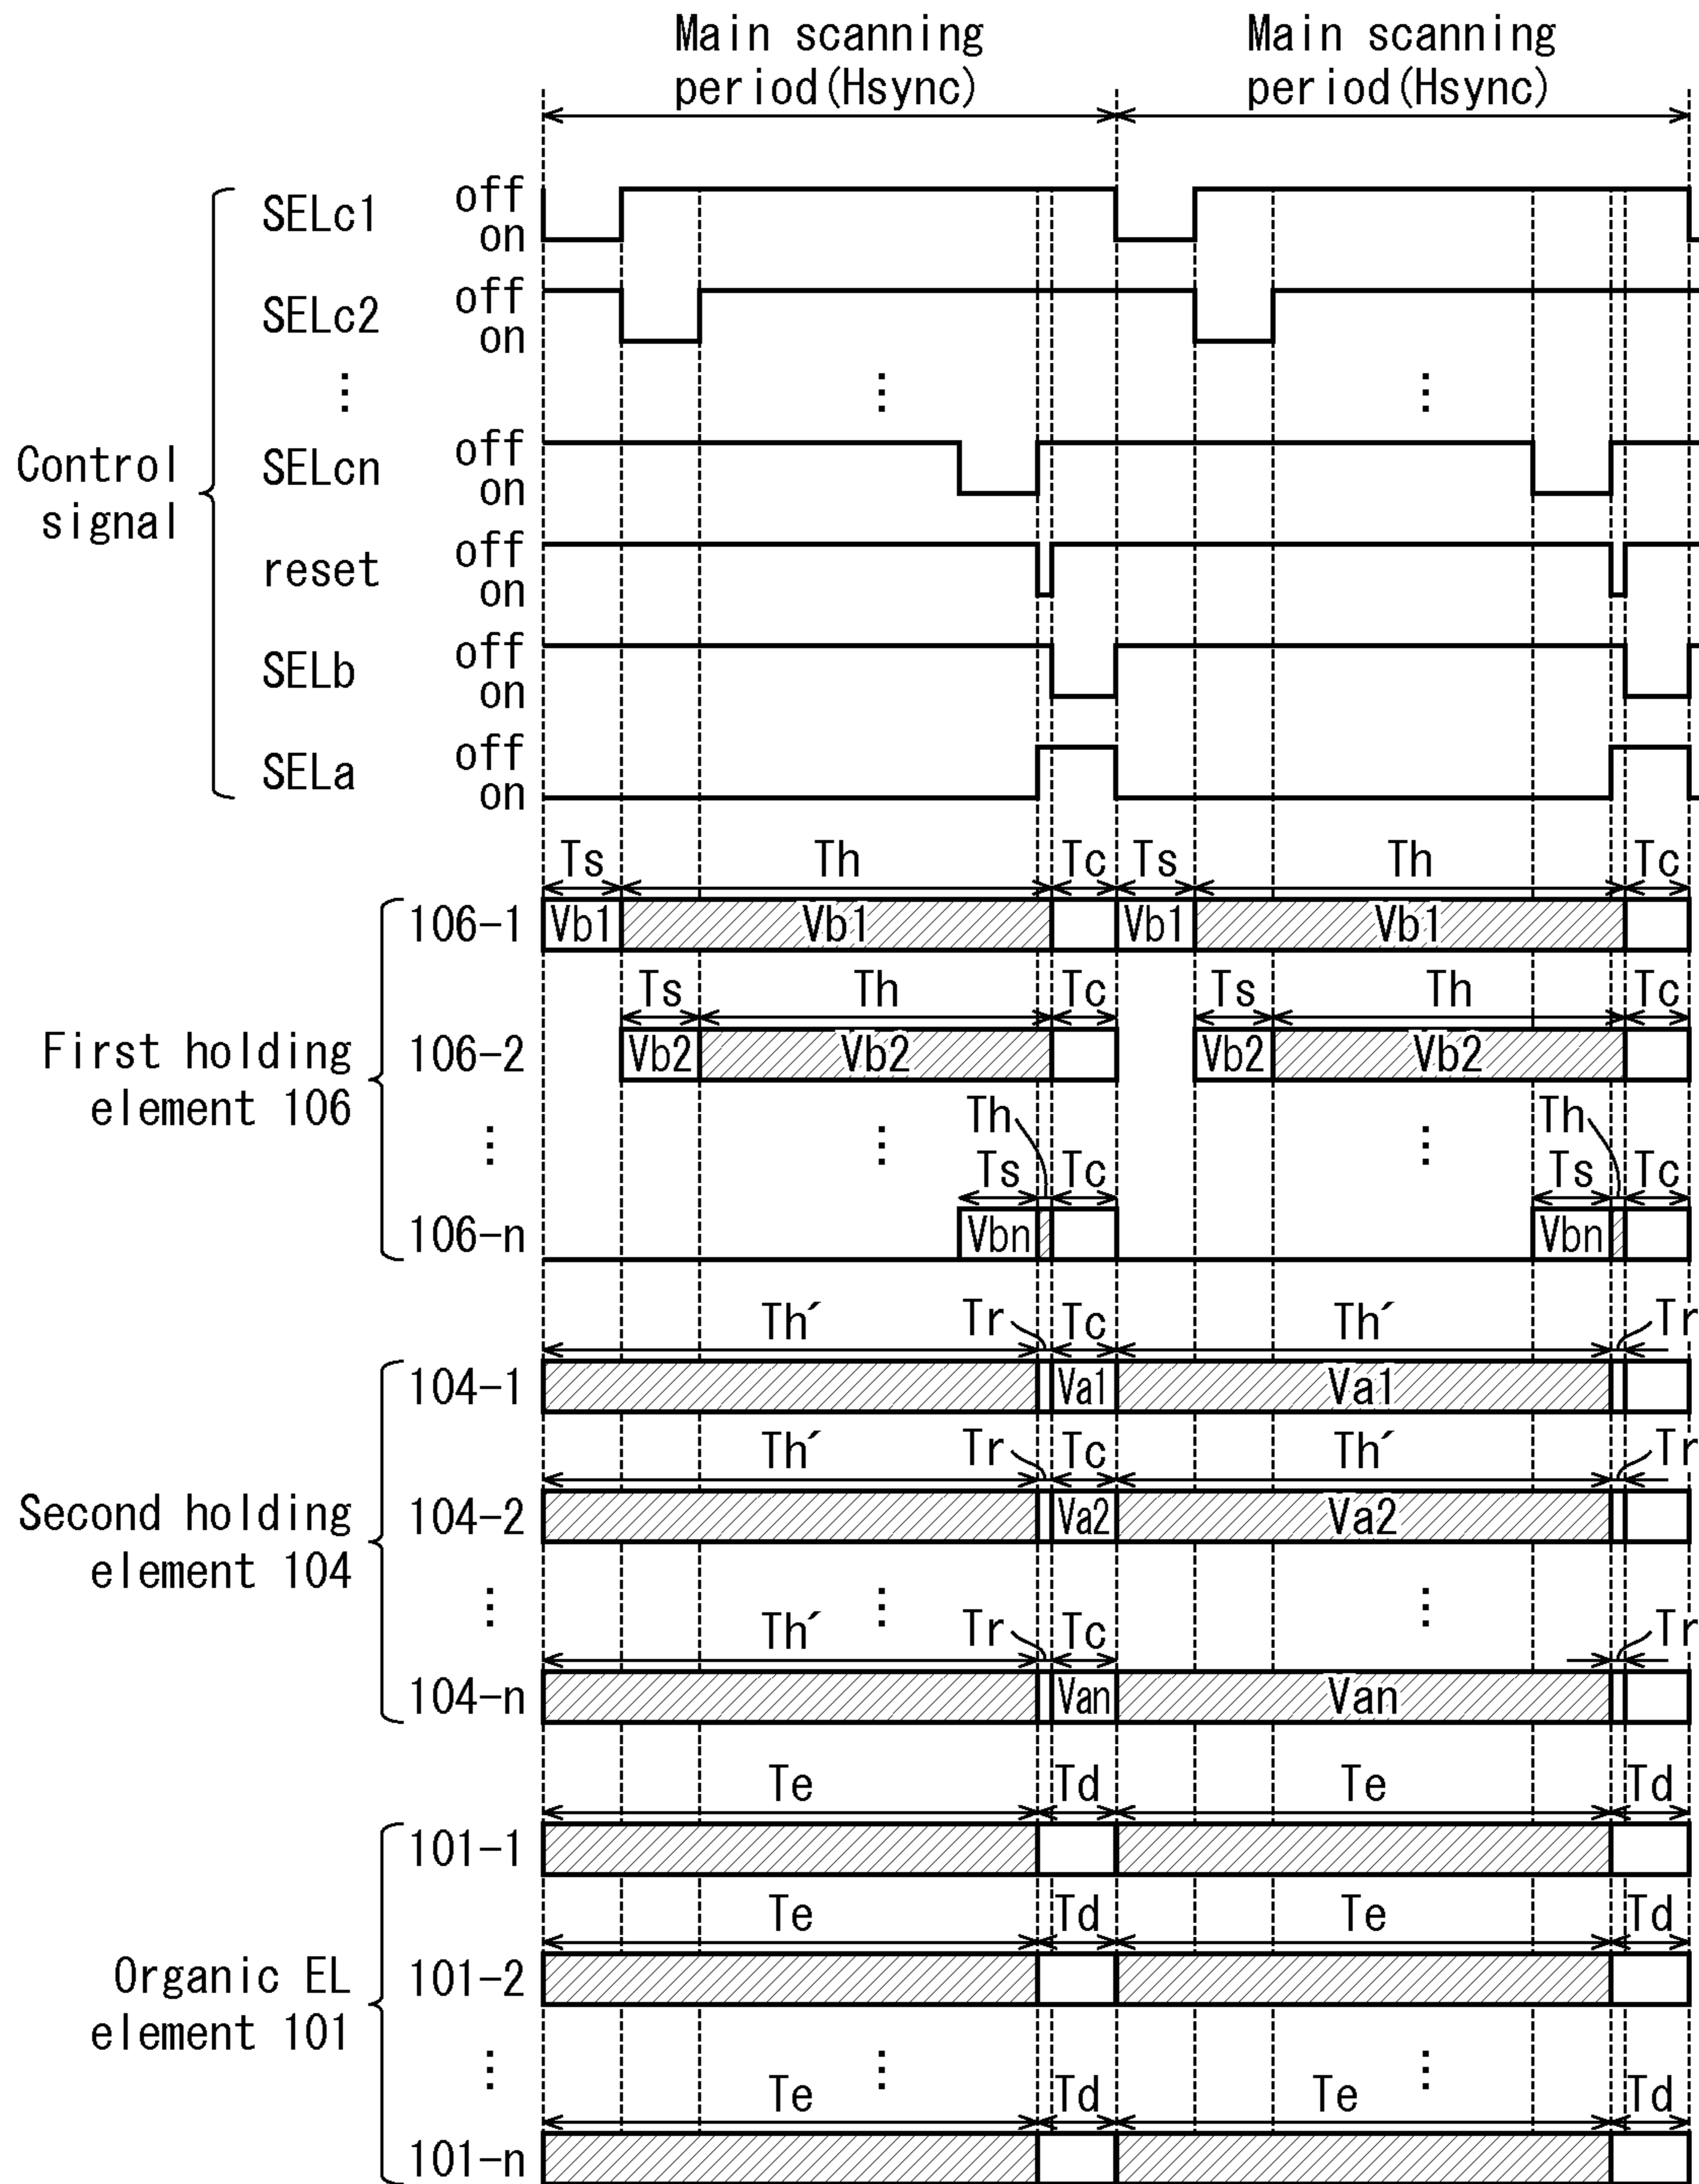 Main scanning period(Hsync)
Main scanning period(Hsync)
Control signal
SELc1 off on
SELc2 off on
⋮ ⋮ ⋮
SELcn off on
reset off on
SELb off on
SELa off on
Ts Th Tc Ts Th Tc
106-1 Vb1 Vb1 Vb1 Vb1
Ts Th Tc Ts Th Tc
First holding element 106
106-2 Vb2 Vb2 Vb2 Vb2
⋮ ⋮ ⋮
Th Th
Ts Tc Ts Tc
106-n Vbn Vbn
Th´ Tr Tc Th´ Tr
104-1 Va1 Va1
Th´ Tr Tc Th´ Tr
Second holding element 104
104-2 Va2 Va2
⋮ ⋮ ⋮
Th´ Tr Tc Tr
104-n Van Van
Te Td Te Td
101-1
Te Td Te Td
Organic EL element 101
101-2
⋮ ⋮ ⋮
Te Td Te Td
101-n